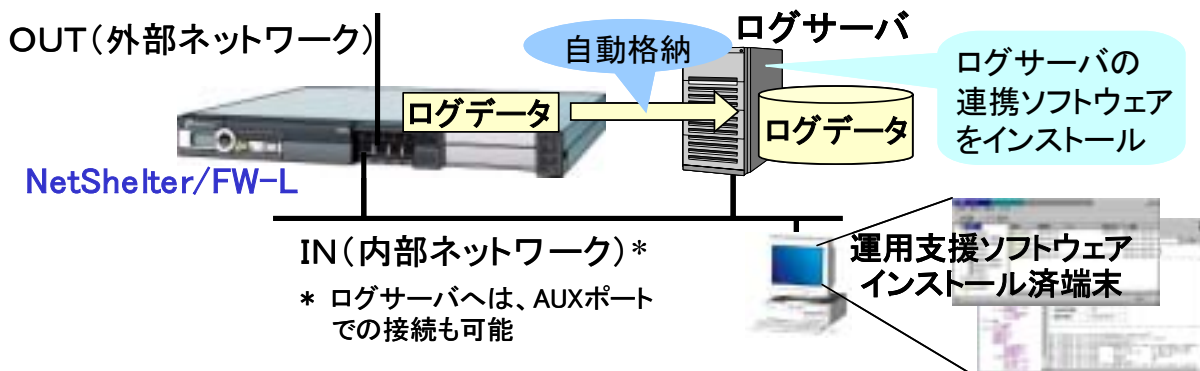 OUT(外部ネットワーク)
自動格納
ログサーバ
ログサーバの
連携ソフトウェア
をインストール
ログデータ
ログデータ
NetShelter/FW-L
IN(内部ネットワーク)*
* ログサーバへは、AUXポート
での接続も可能
運用支援ソフトウェア
インストール済端末